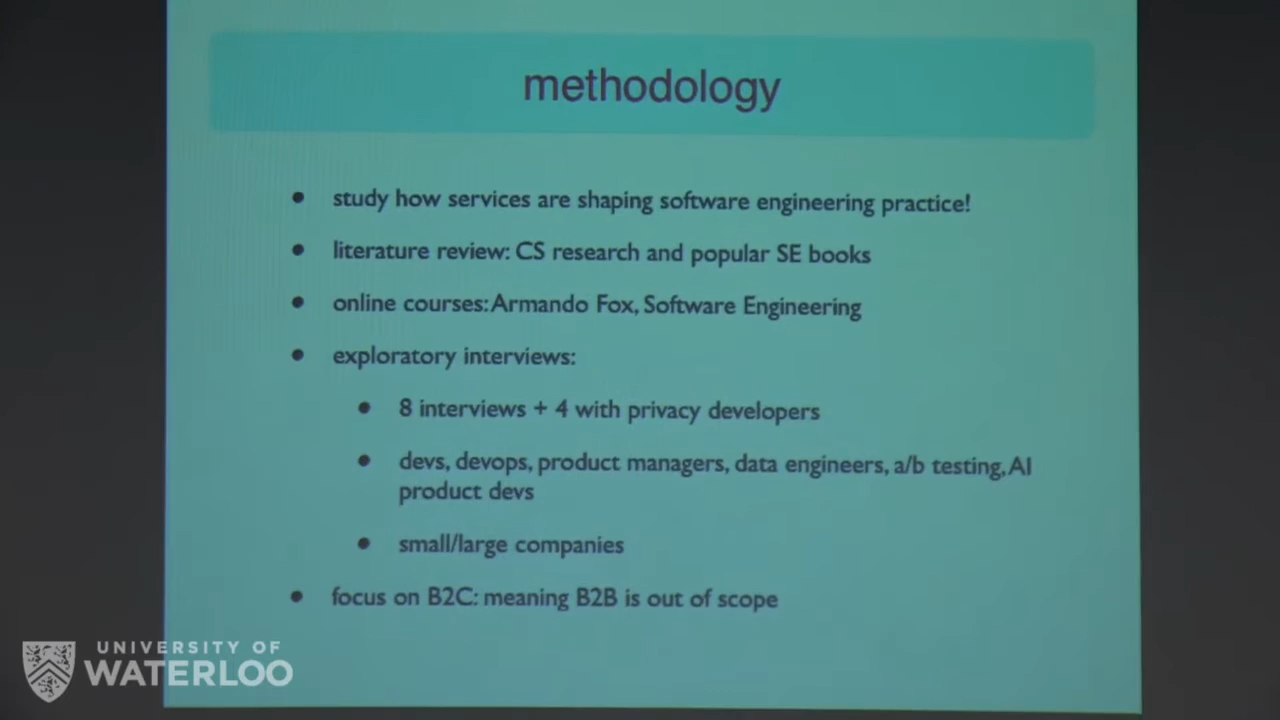 methodology
study how services are shaping software engineering practice!
literature review: CS research and popular SE books
online courses: Armando Fox, Software Engineering
exploratory interviews:
8 interviews + 4 with privacy developers
devs, devops, product managers, data engineers, a/b testing, AI
product devs
small/large companies
focus on B2C: meaning B2B is out of scope
UNIVERSITY OF
WATERLOO